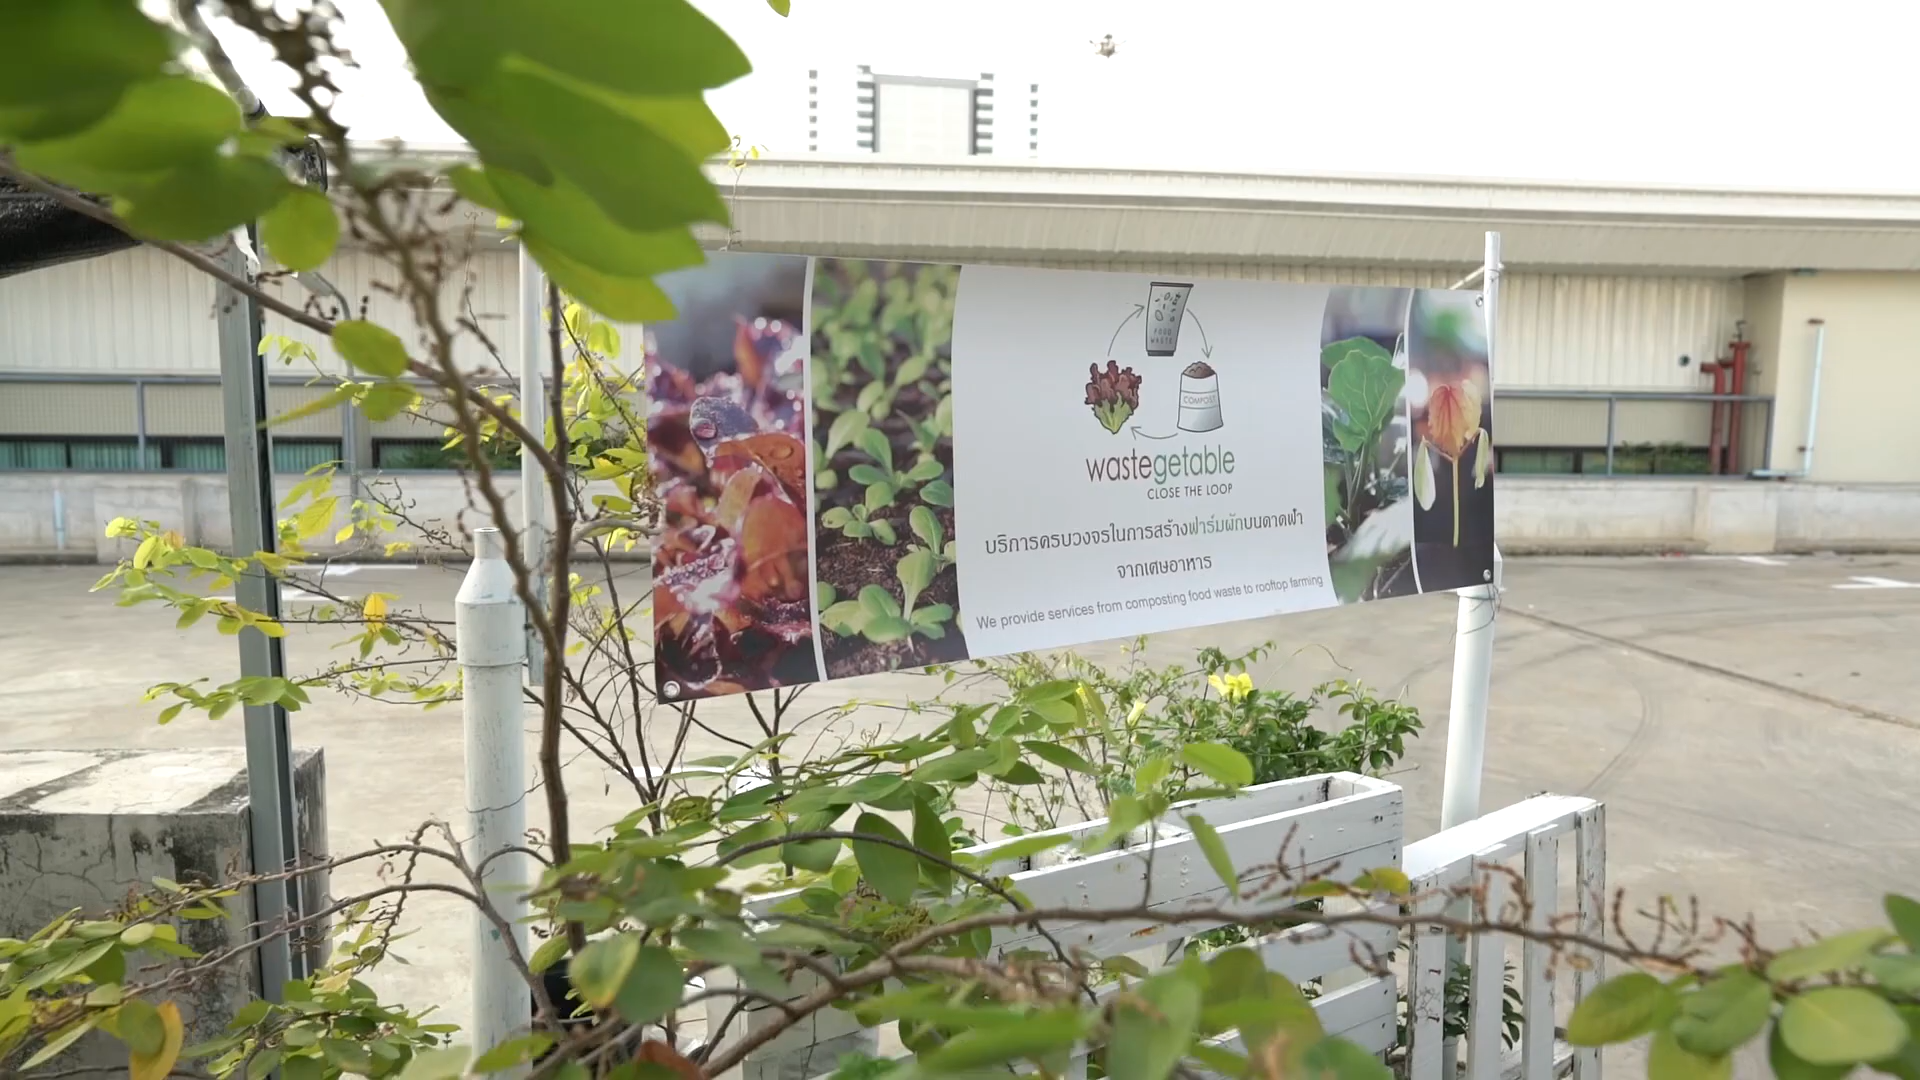 FOOD
WASTE
COMPOST
wastegetable
CLOSE THE LOOP
บริการครบวงจรในการสร้างฟาร์มผักบนดาดฟ้า
จากเศษอาหาร
We provide services from composting food waste to rooftop farming